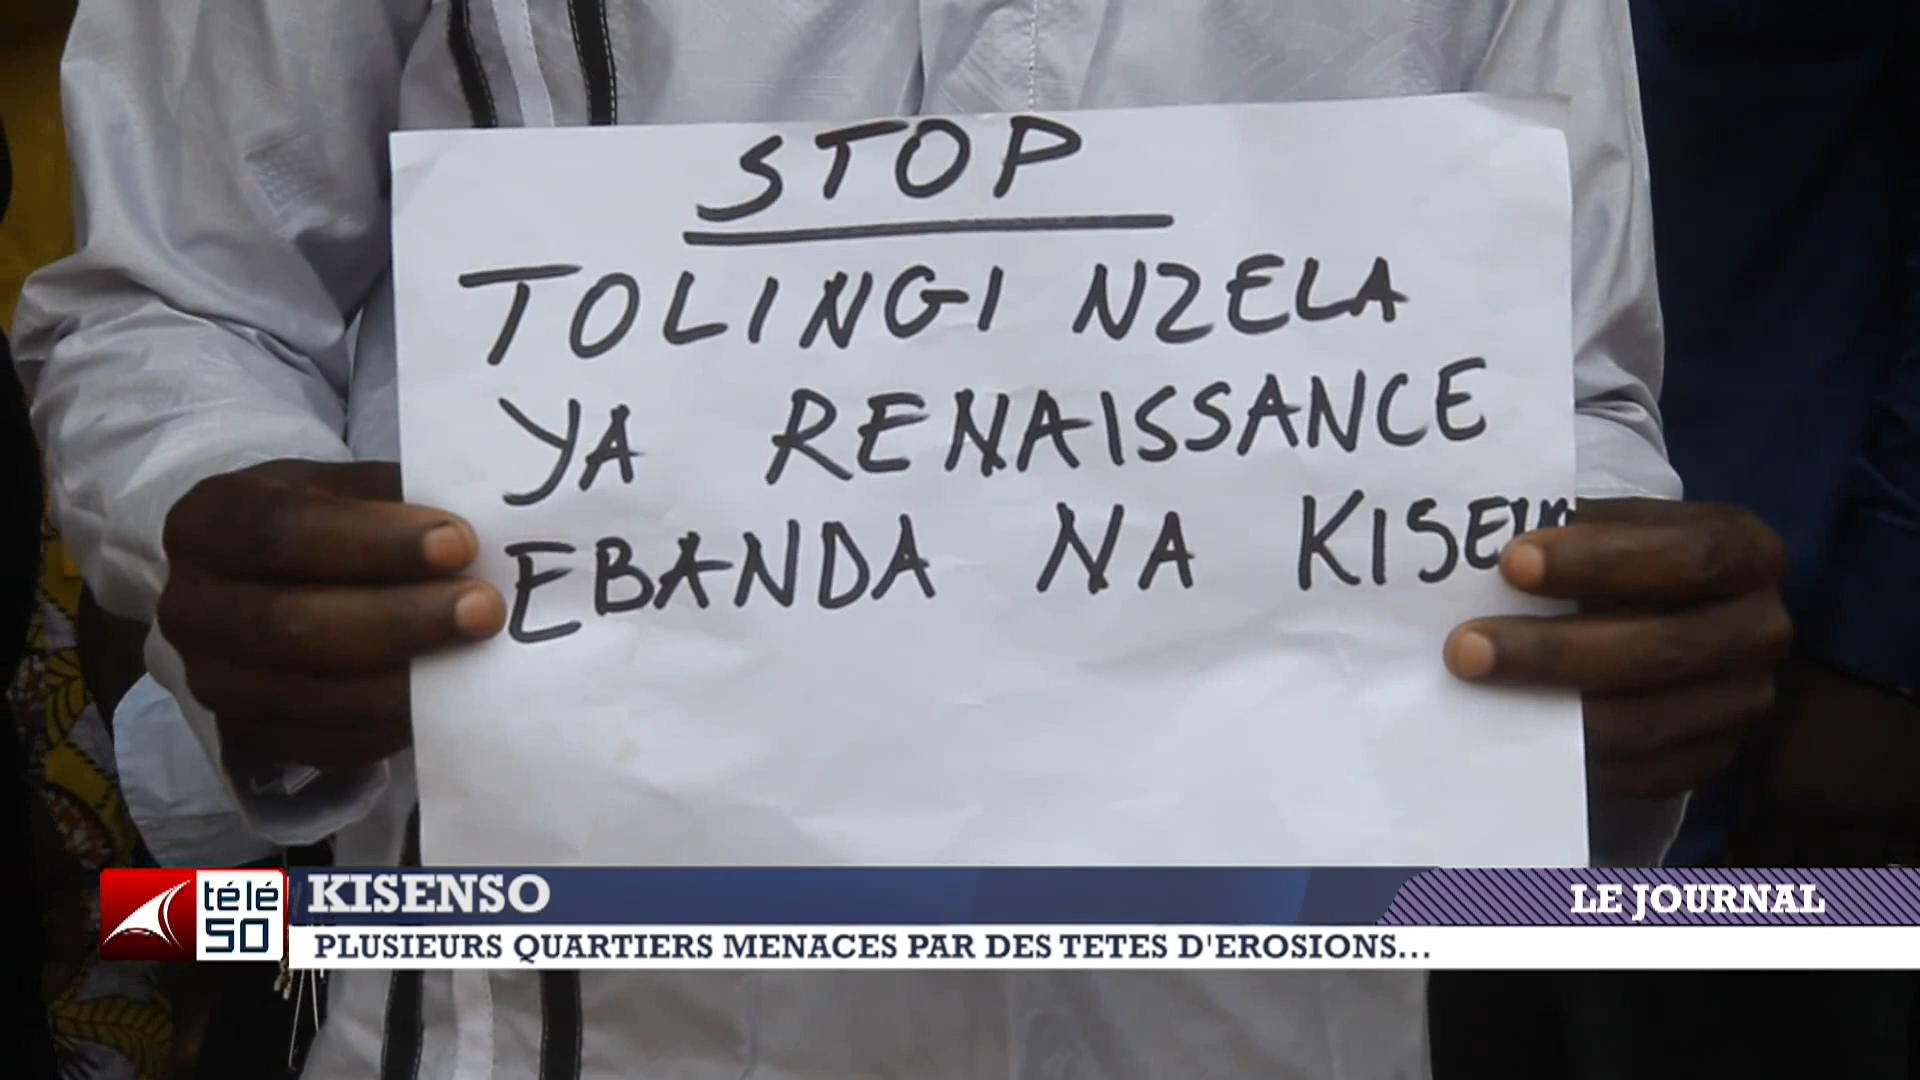 STOP
TOLINGI NZELA
YA RENAISSANCE
EBANDA NA
télé
50
KISENSO
LE JOURNAL
PLUSIEURS QUARTIERS MENACES PAR DES TETES D'EROSIONS...